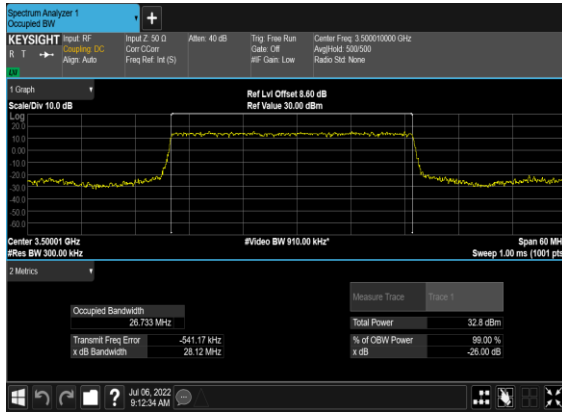 Spectrum Analyzer 1
Occupied BW
KEYSIGHT
R T
LXI
Input: RF
Coupling: DC
Align: Auto
Input Z: 50 Ω
Corr CCorr
Freq Ref: Int (S)
Atten: 40 dB
Trig: Free Run
Gate: Off
#IF Gain: Low
Center Freq: 3.500010000 GHz
Avg|Hold: 500/500
Radio Std: None
1 Graph
Scale/Div 10.0 dB
Ref Lvl Offset 8.60 dB
Ref Value 30.00 dBm
Log
20.0
10.0
0.00
-10.0
-20.0
-30.0
-40.0
-50.0
-60.0
Center 3.50001 GHz
#Res BW 300.00 kHz
#Video BW 910.00 kHz*
Span 60 MH
Sweep 1.00 ms (1001 pts
2 Metrics
Measure Trace Trace 1
Occupied Bandwidth
26.733 MHz
Total Power 32.8 dBm
Transmit Freq Error -541.17 kHz
% of OBW Power 99.00 %
x dB Bandwidth 28.12 MHz
x dB -26.00 dB
Jul 06, 2022
9:12:34 AM